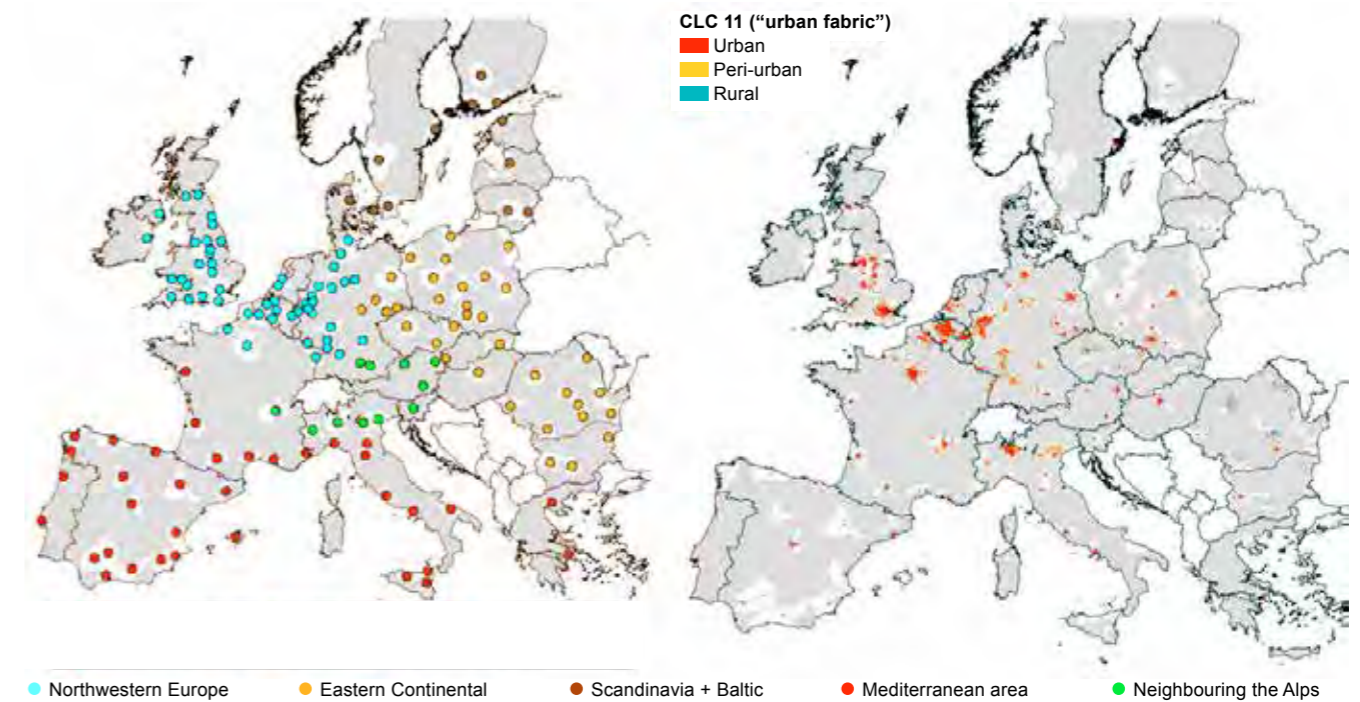 CLC 11 (“urban fabric”)
Urban
Peri-urban
Rural
Northwestern Europe
Eastern Continental
Scandinavia + Baltic
Mediterranean area
Neighbouring the Alps